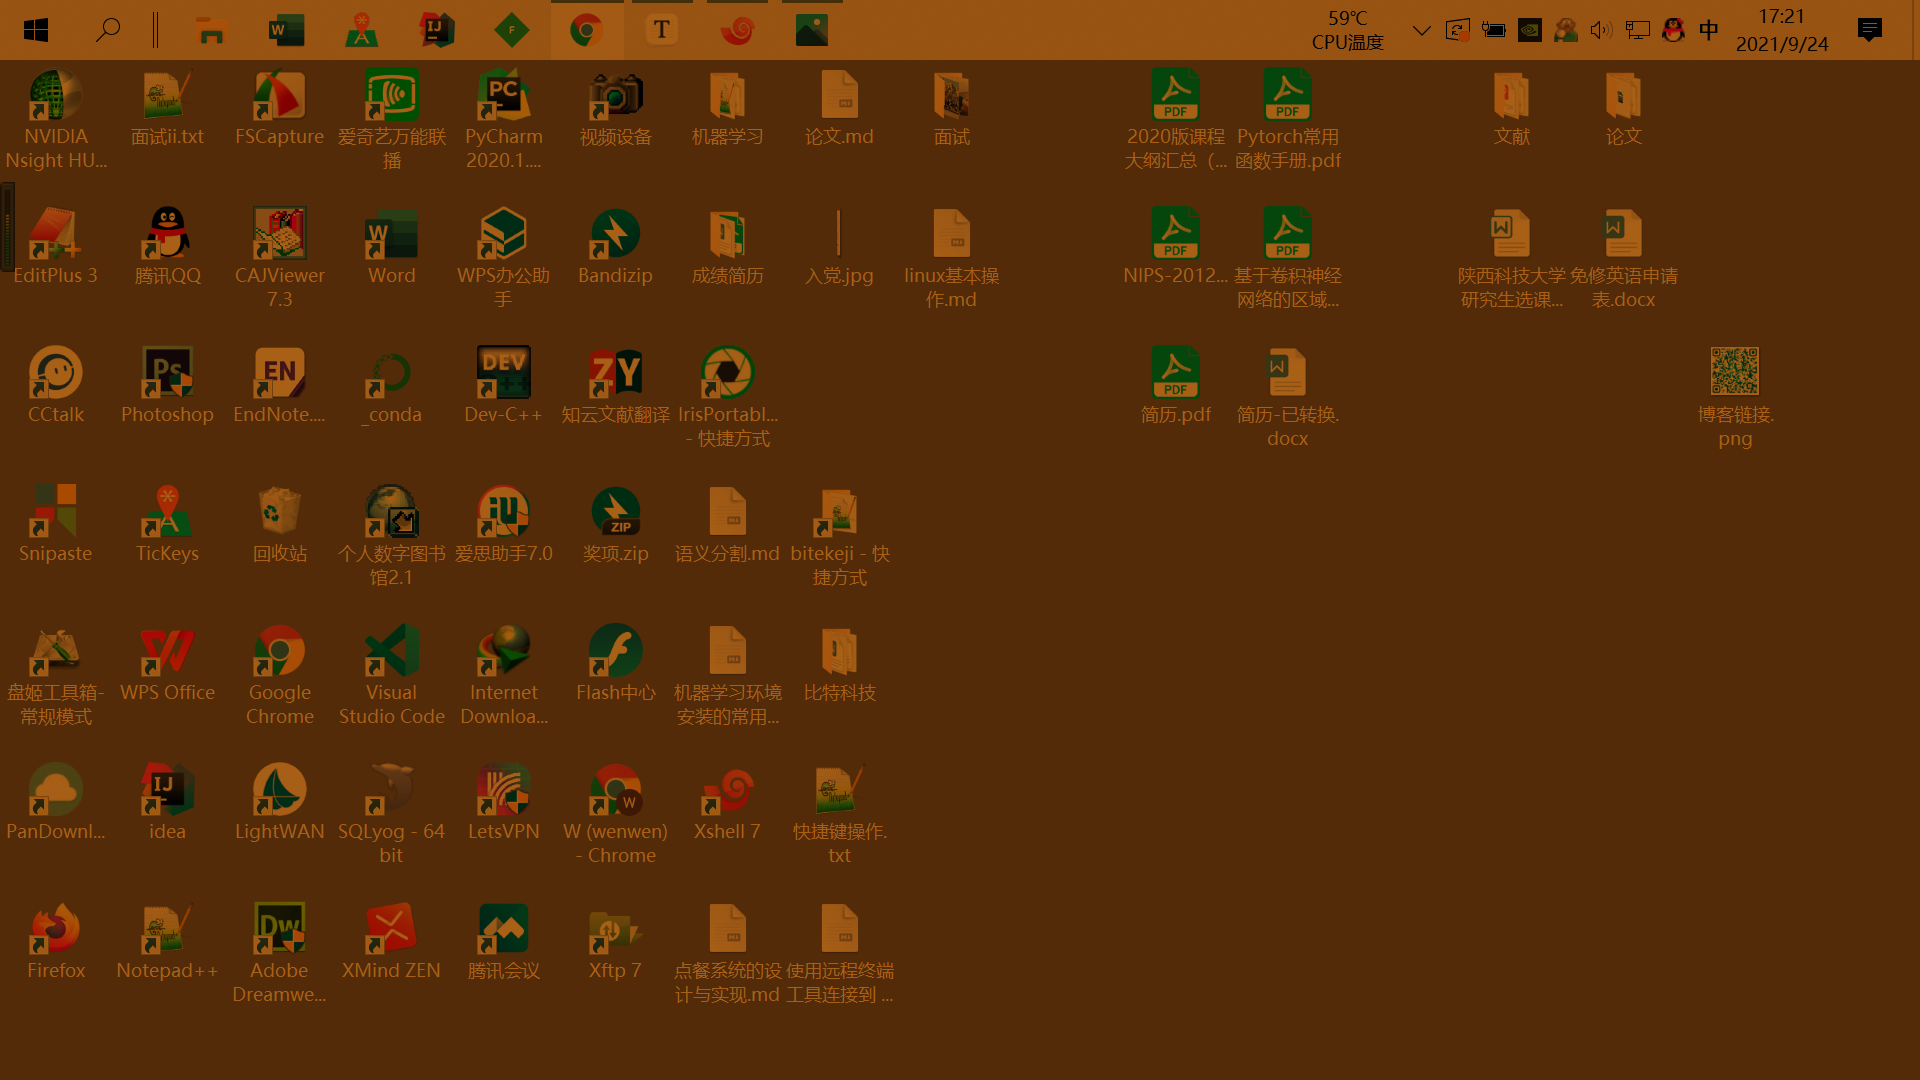 59℃
CPU温度
中
17:21
2021/9/24
NVIDIA
Nsight HU...
面试ii.txt
FSCapture
爱奇艺万能联
播
PyCharm
2020.1....
视频设备
机器学习
论文.md
面试
2020版课程
大纲汇总（...
Pytorch常用
函数手册.pdf
文献
论文
EditPlus 3
腾讯QQ
CAJViewer
7.3
Word
WPS办公助
手
Bandizip
成绩简历
入党.jpg
linux基本操
作.md
NIPS-2012...
基于卷积神经
网络的区域...
陕西科技大学
研究生选课...
免修英语申请
表.docx
CCtalk
Photoshop
EndNote....
_conda
Dev-C++
知云文献翻译
IrisPortabl...
- 快捷方式
简历.pdf
简历-已转换.
docx
博客链接.
png
Snipaste
TicKeys
回收站
个人数字图书
馆2.1
爱思助手7.0
奖项.zip
语义分割.md
bitekeji - 快
捷方式
盘姬工具箱-
常规模式
WPS Office
Google
Chrome
Visual
Studio Code
Internet
Downloa...
Flash中心
机器学习环境
安装的常用...
比特科技
PanDownl...
idea
LightWAN
SQLyog - 64
bit
LetsVPN
W (wenwen)
- Chrome
Xshell 7
快捷键操作.
txt
Firefox
Notepad++
Adobe
Dreamwe...
XMind ZEN
腾讯会议
Xftp 7
点餐系统的设
计与实现.md
使用远程终端
工具连接到 ...